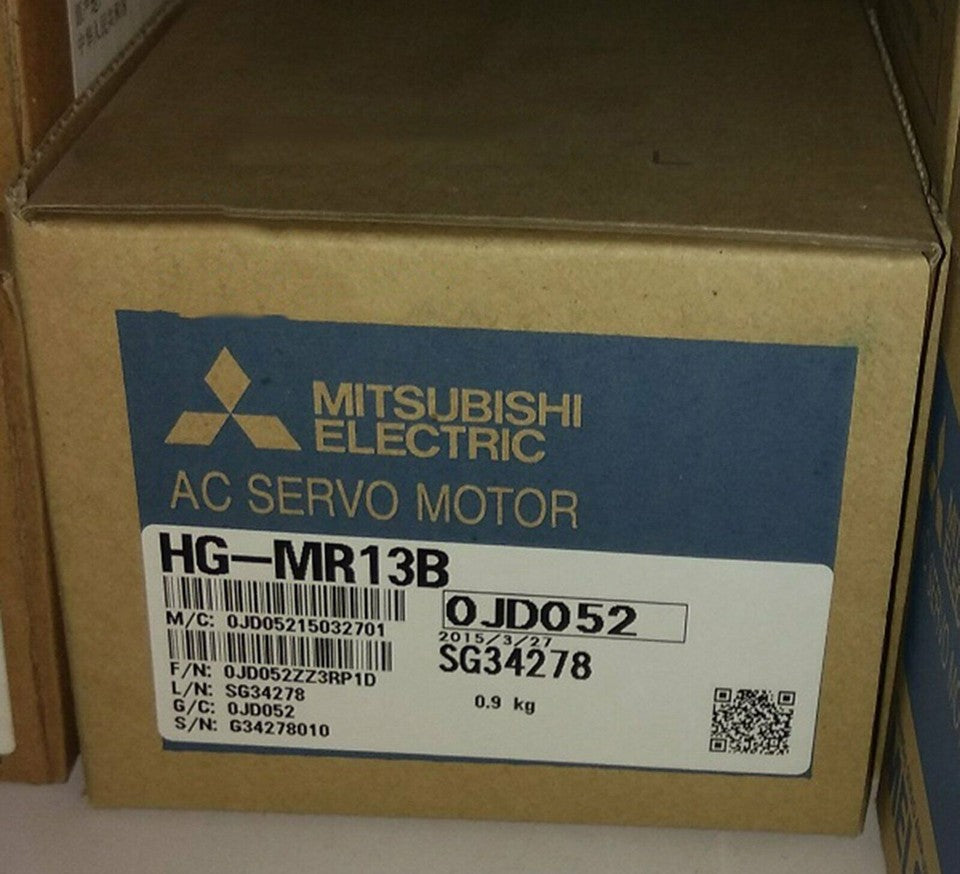 MITSUBISHI
ELECTRIC
AC SERVO MOTOR
HG-MR13B
M/C: 0JD05215032701
0JD052
2015/3/27
F/N: 0JD052ZZ3RP1D
SG34278
L/N: SG34278
0.9 kg
G/C: 0JD052
S/N: G34278010